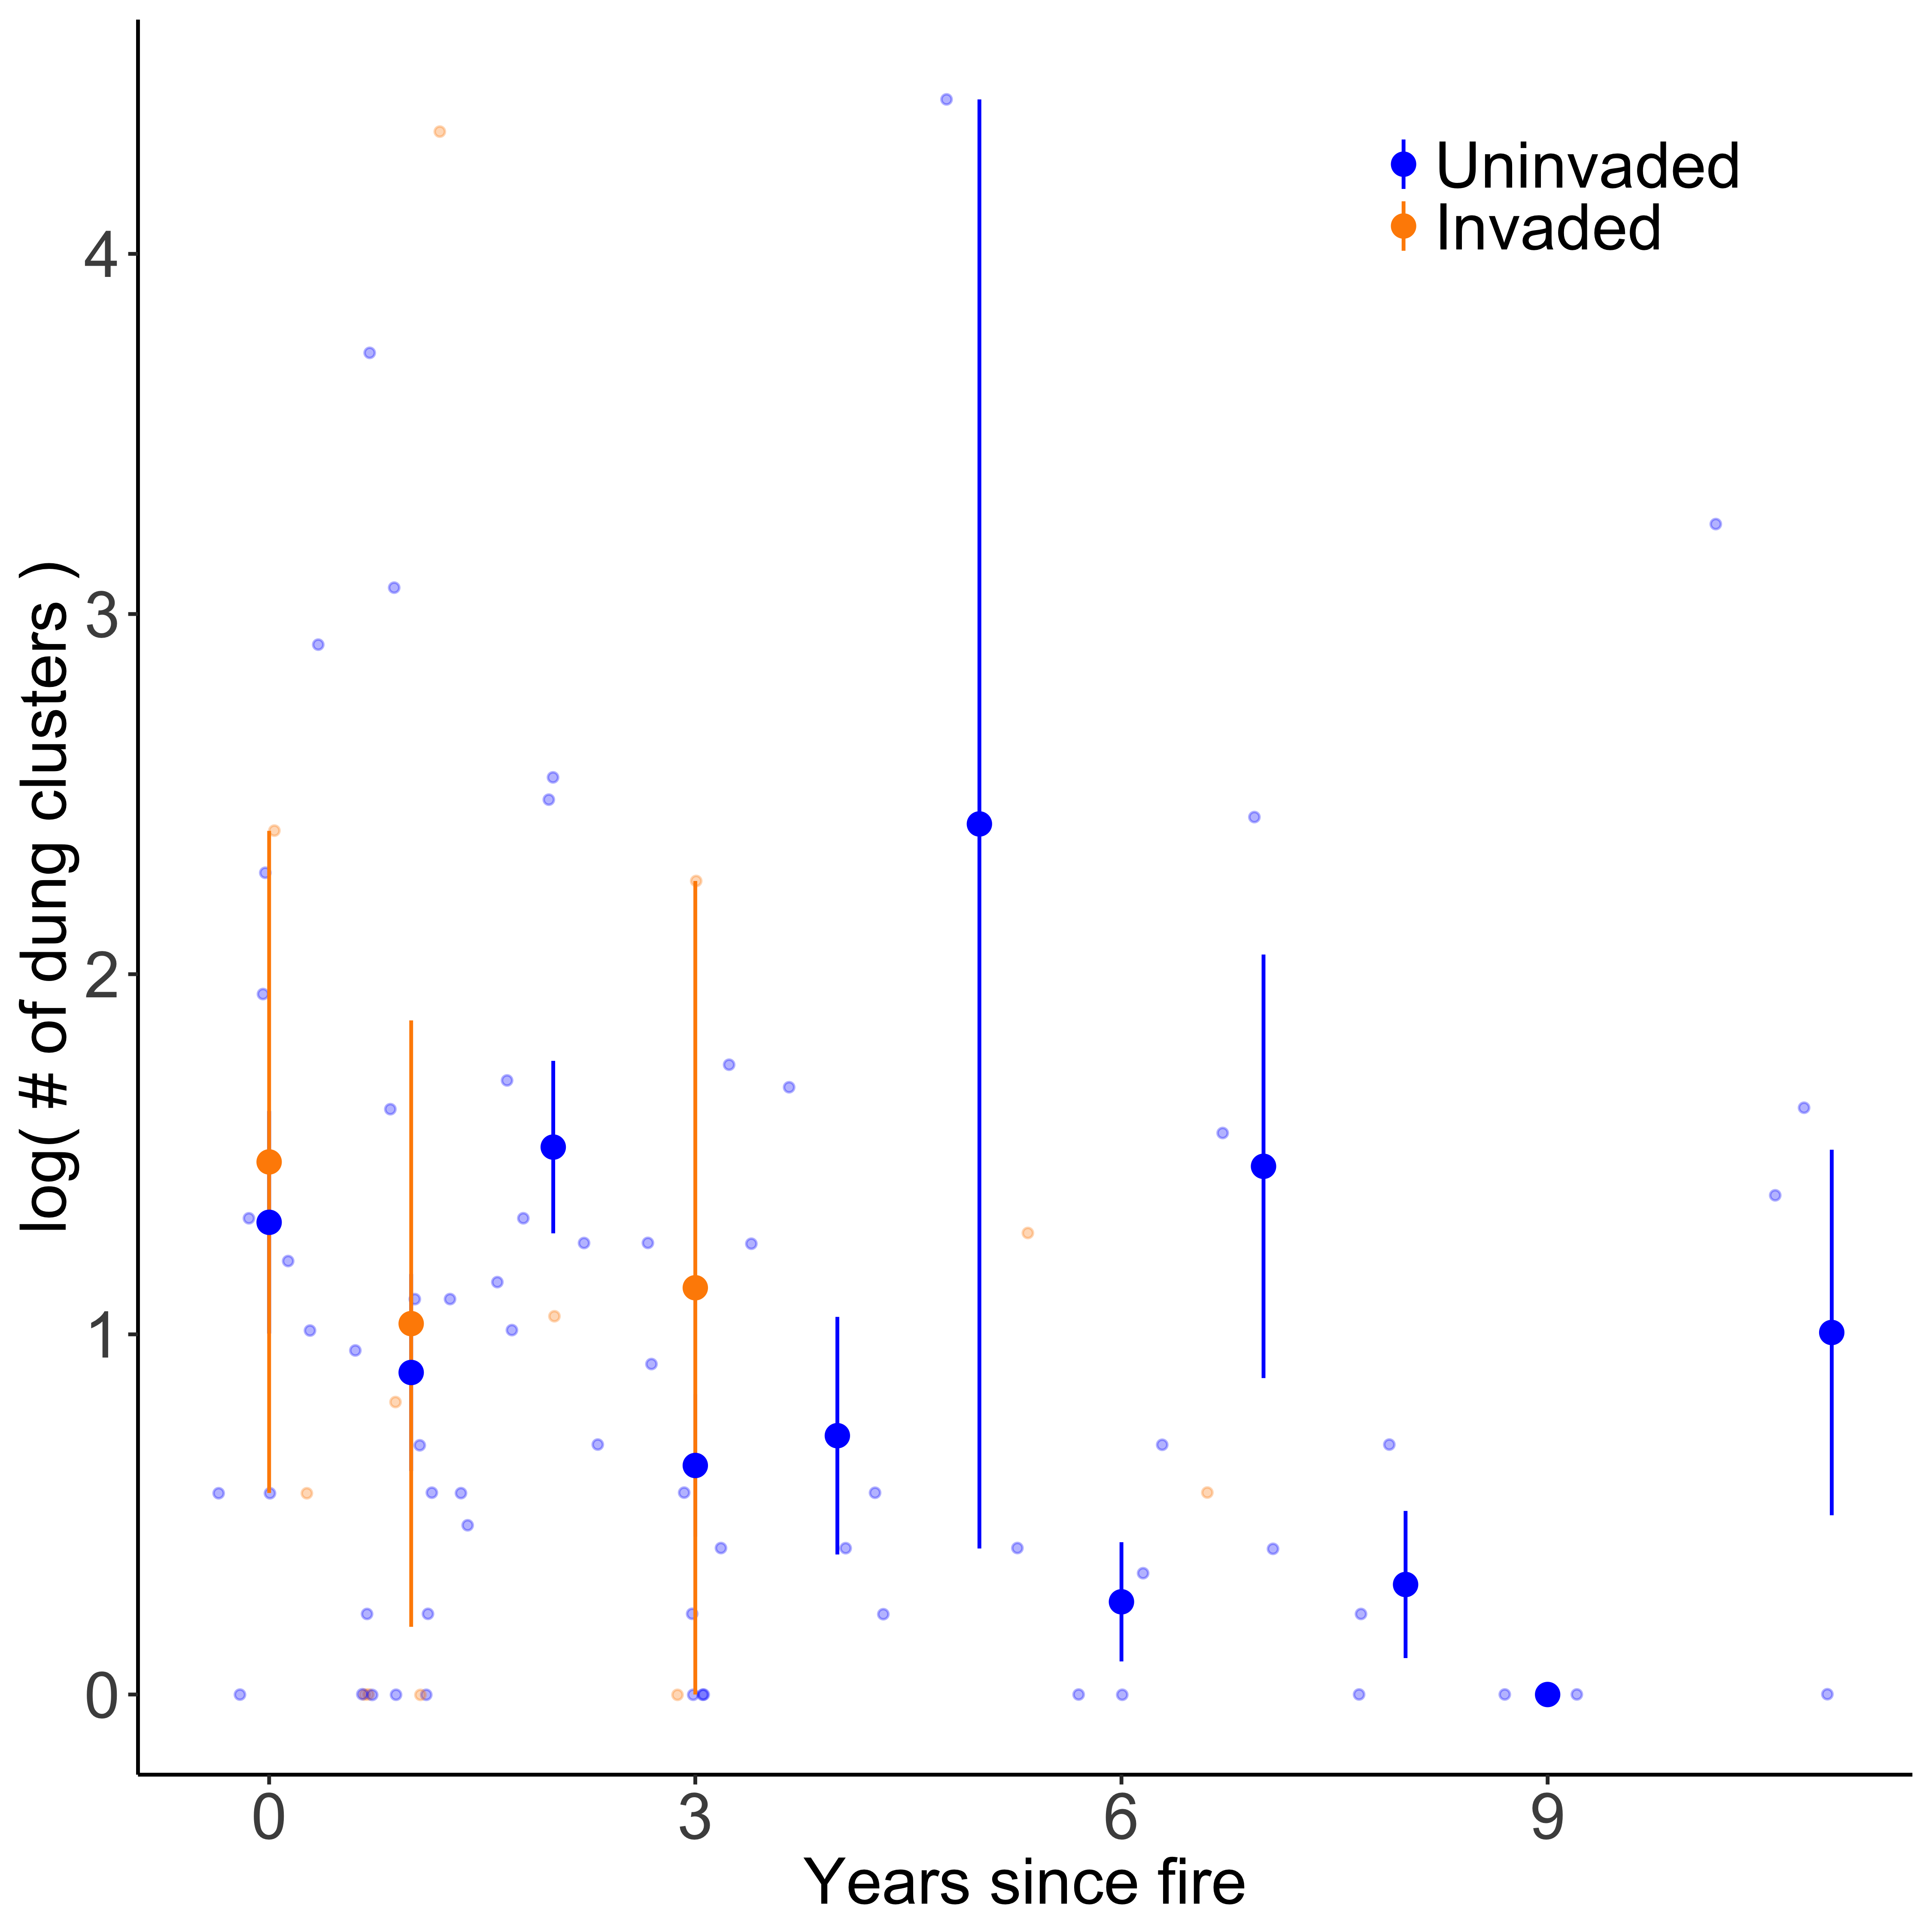 Uninvaded
Invaded
4
3
2
1
0
log( # of dung clusters )
0 3 6 9
Years since fire